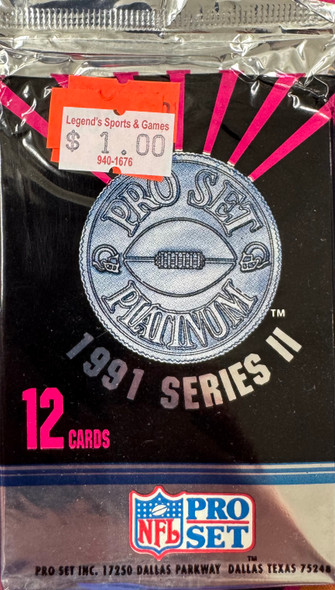 Legend's Sports & Games
$ 1.00
940-1676
PRO SET
PLATINUM
TM
1991 SERIES II
12 CARDS
NFL
PRO
SET
TM
PRO SET INC. 17250 DALLAS PARKWAY DALLAS TEXAS 75248